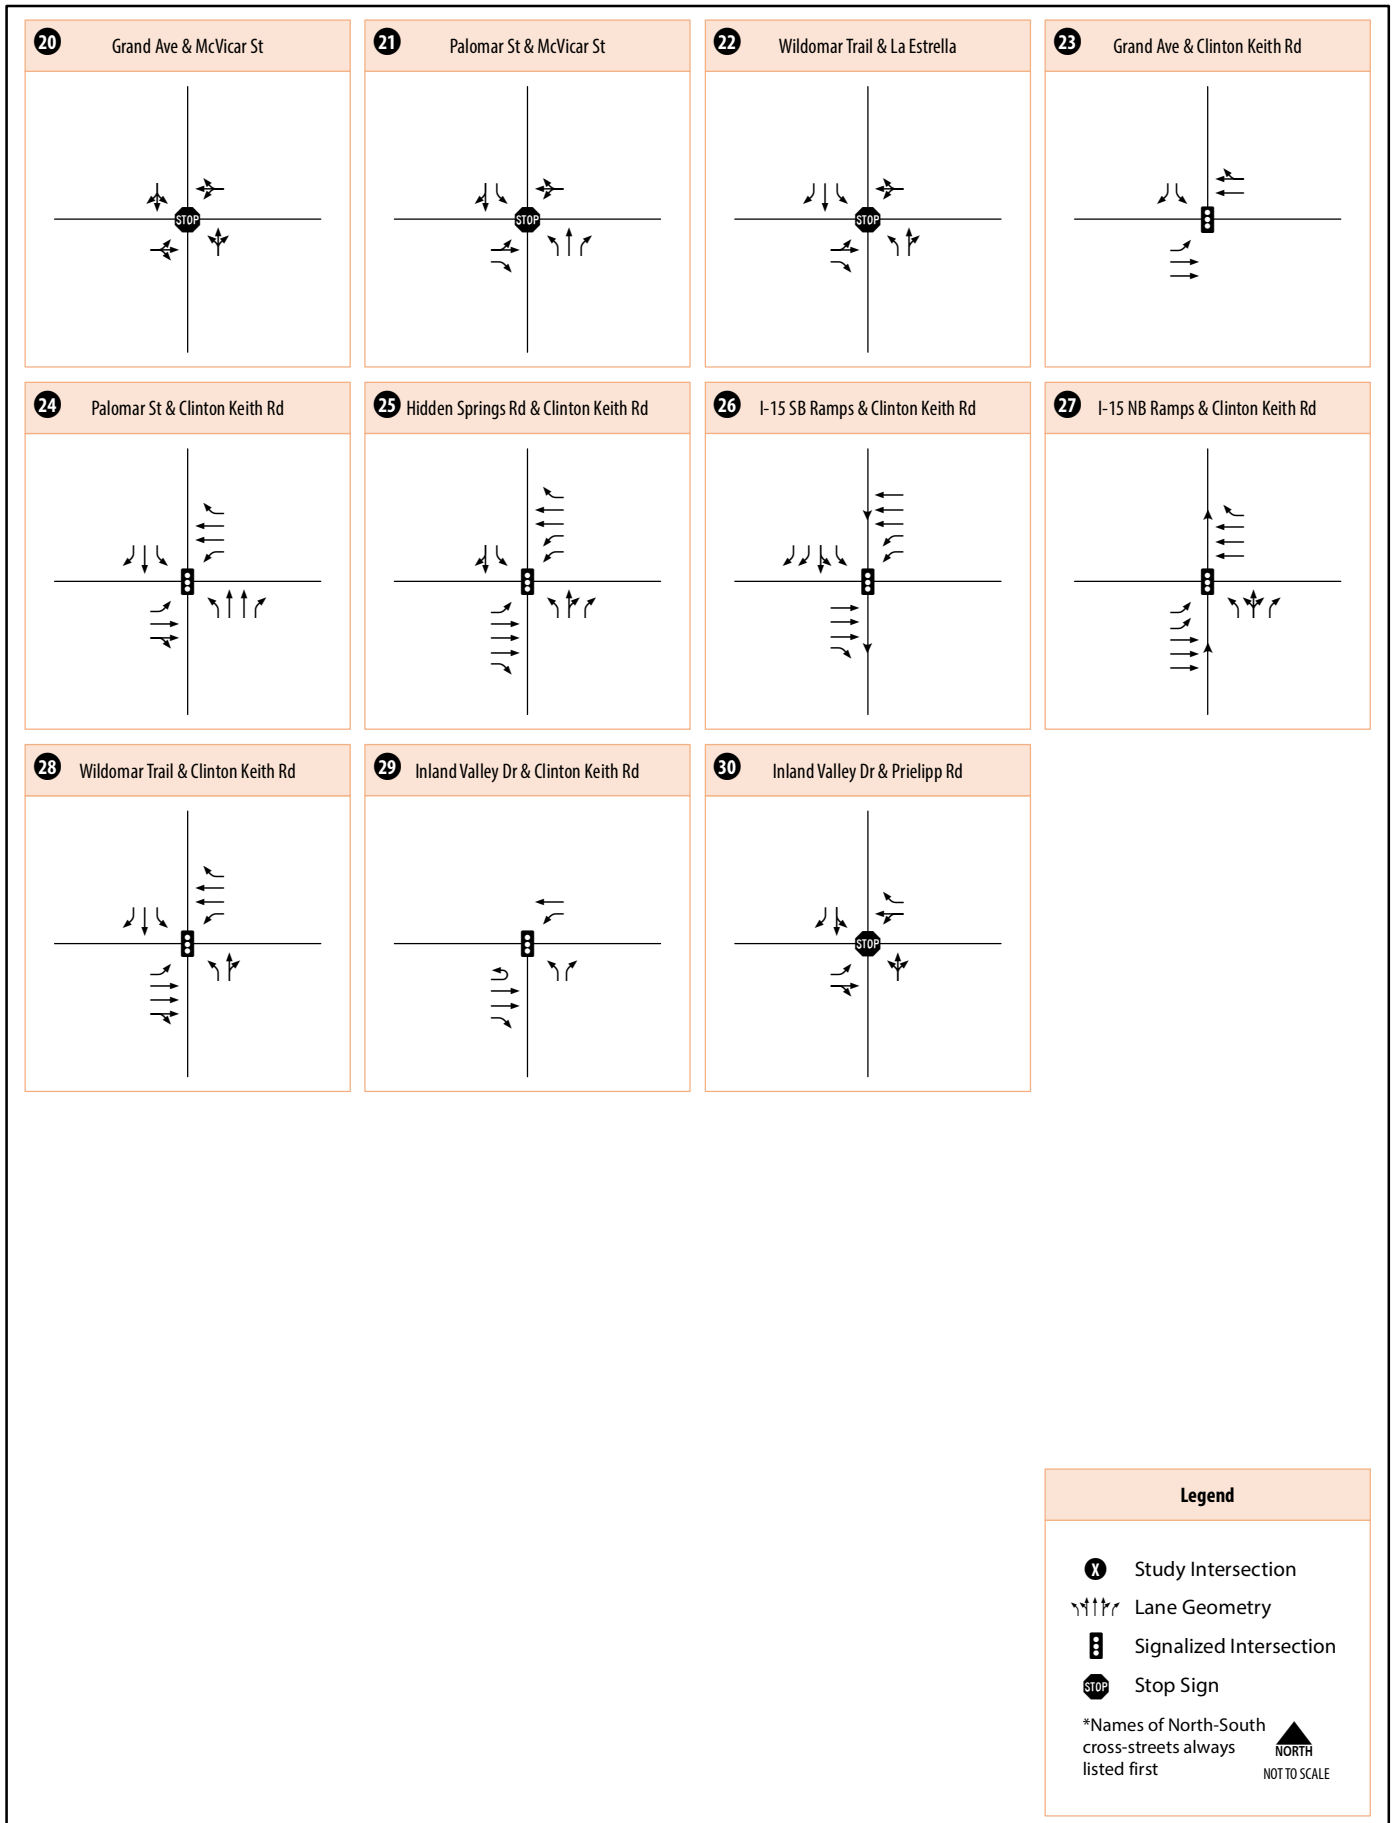 20 Grand Ave & McVicar St
21 Palomar St & McVicar St
22 Wildomar Trail & La Estrella
23 Grand Ave & Clinton Keith Rd
STOP
STOP
STOP
24 Palomar St & Clinton Keith Rd
25 Hidden Springs Rd & Clinton Keith Rd
26 I-15 SB Ramps & Clinton Keith Rd
27 I-15 NB Ramps & Clinton Keith Rd
28 Wildomar Trail & Clinton Keith Rd
29 Inland Valley Dr & Clinton Keith Rd
30 Inland Valley Dr & Prielipp Rd
STOP
Legend
X Study Intersection
Lane Geometry
Signalized Intersection
STOP Stop Sign
*Names of North-South
cross-streets always
listed first
NORTH
NOT TO SCALE